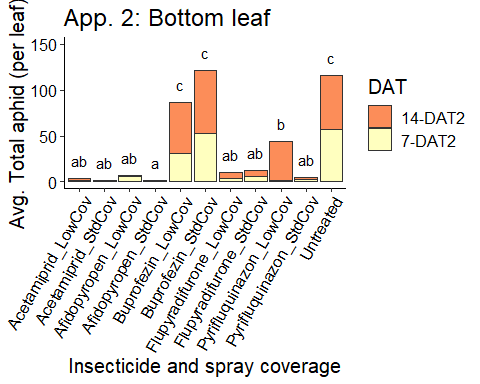 App. 2: Bottom leaf
Avg. Total aphid (per leaf)
150
100
50
0
ab
ab
ab
a
c
c
ab
ab
b
ab
c
DAT
14-DAT2
7-DAT2
Acetamiprid_LowCov
Acetamiprid_StdCov
Afidopyropen_LowCov
Afidopyropen_StdCov
Buprofezin_LowCov
Buprofezin_StdCov
Flupyradifurone_LowCov
Flupyradifurone_StdCov
Pyrifluquinazon_LowCov
Pyrifluquinazon_StdCov
Untreated
Insecticide and spray coverage